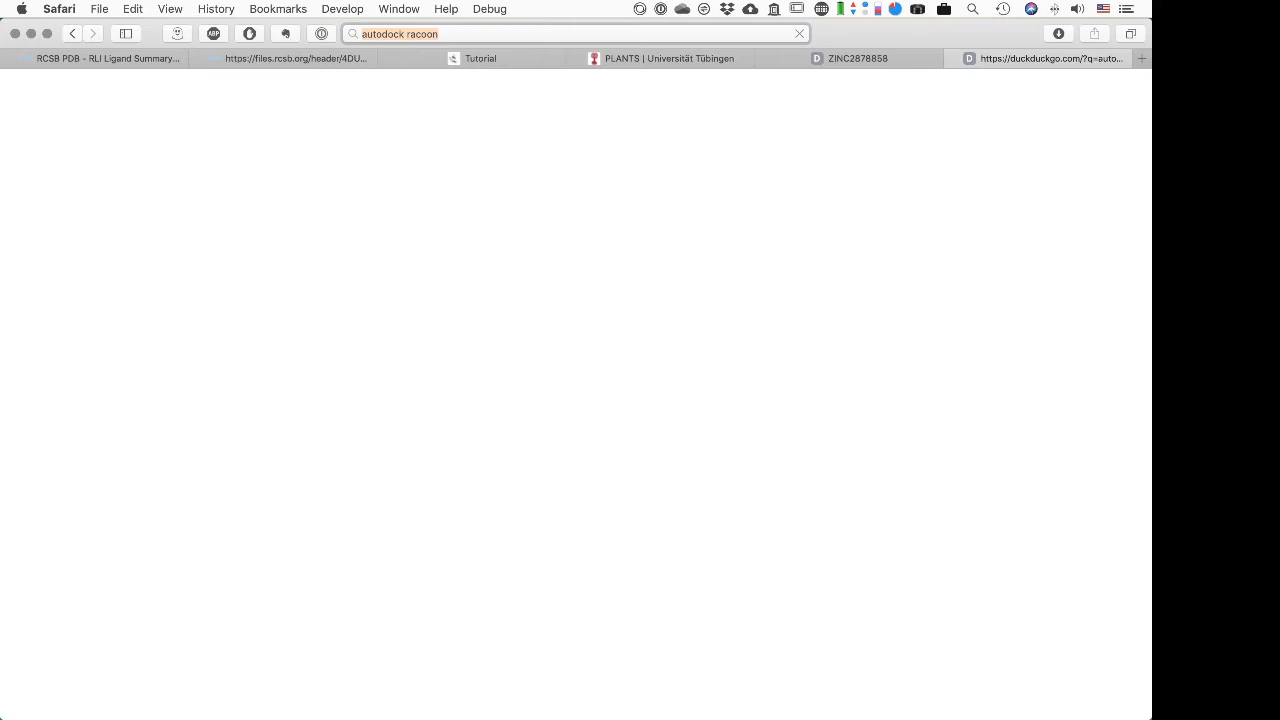 Safari File Edit View History Bookmarks Develop Window Help Debug
ABP autodock racoon
RCSB PDB - RLI Ligand Summary... https://files.rcsb.org/header/4DU... Tutorial PLANTS | Universität Tübingen D ZINC2878858 D https://duckduckgo.com/?q=auto...